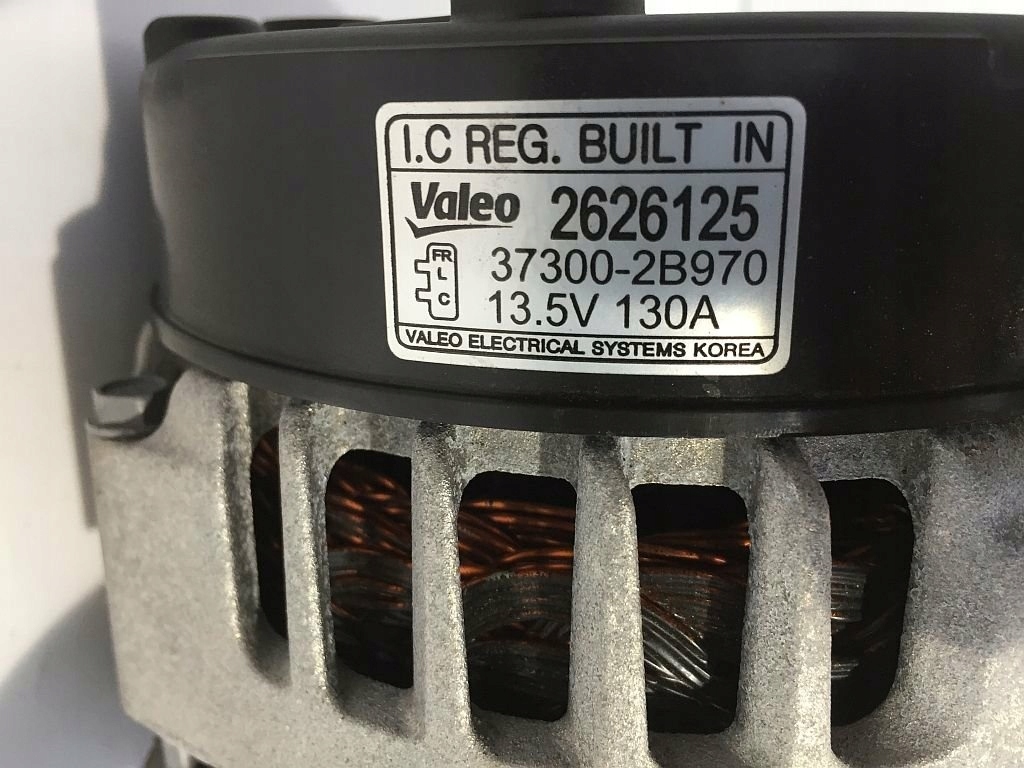 I.C REG. BUILT IN
Valeo 2626125
FR
L
C
37300-2B970
13.5V 130A
VALEO ELECTRICAL SYSTEMS KOREA